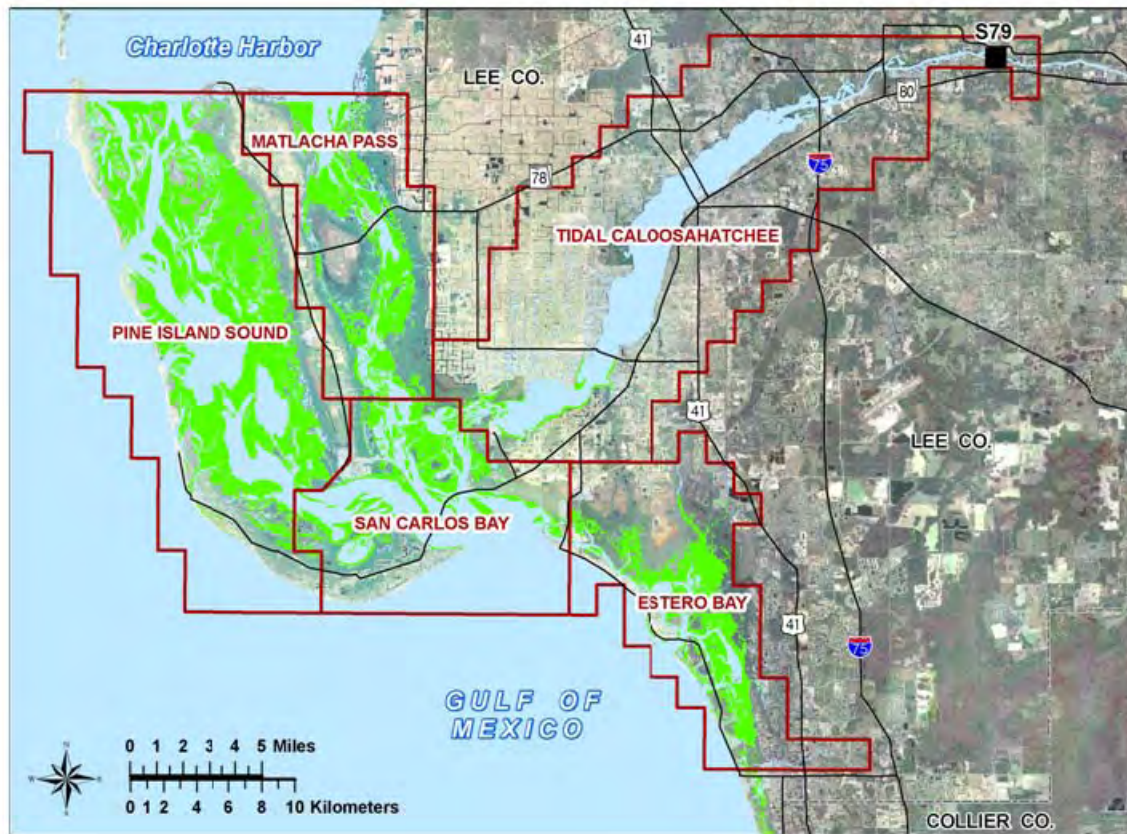 Charlotte Harbor
41
S79
LEE CO.
80
MATLACHA PASS
75
78
TIDAL CALOOSAHATCHEE
PINE ISLAND SOUND
41
LEE CO.
SAN CARLOS BAY
ESTERO BAY
41
75
GULF OF
MEXICO
N
W E
S
0 1 2 3 4 5 Miles
0 1 2 4 6 8 10 Kilometers
COLLIER CO.